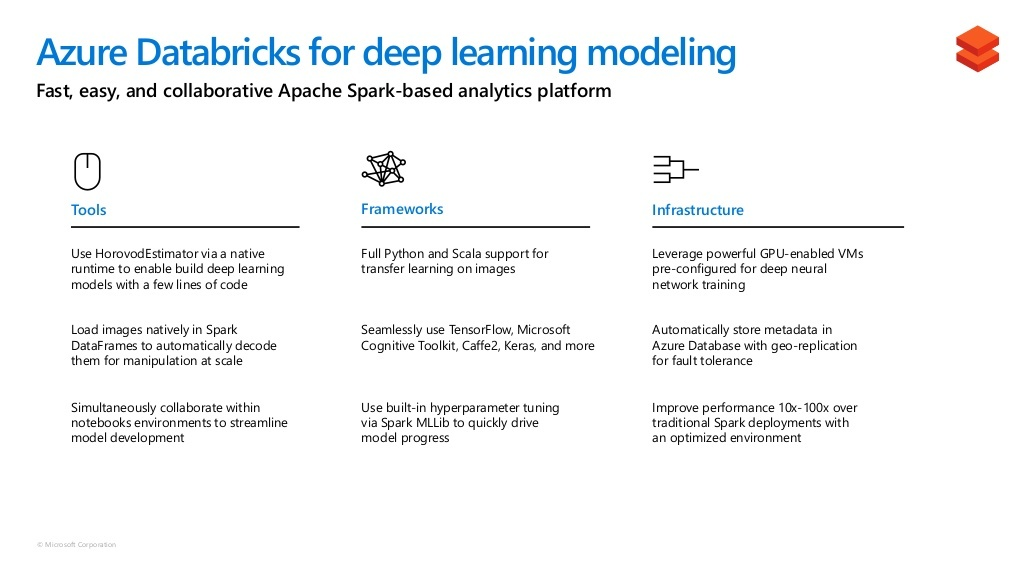 Azure Databricks for deep learning modeling
Fast, easy, and collaborative Apache Spark-based analytics platform
Tools
Use HorovodEstimator via a native
runtime to enable build deep learning
models with a few lines of code
Load images natively in Spark
DataFrames to automatically decode
them for manipulation at scale
Simultaneously collaborate within
notebooks environments to streamline
model development
Frameworks
Full Python and Scala support for
transfer learning on images
Seamlessly use TensorFlow, Microsoft
Cognitive Toolkit, Caffe2, Keras, and more
Use built-in hyperparameter tuning
via Spark MLLib to quickly drive
model progress
Infrastructure
Leverage powerful GPU-enabled VMs
pre-configured for deep neural
network training
Automatically store metadata in
Azure Database with geo-replication
for fault tolerance
Improve performance 10x-100x over
traditional Spark deployments with
an optimized environment
© Microsoft Corporation